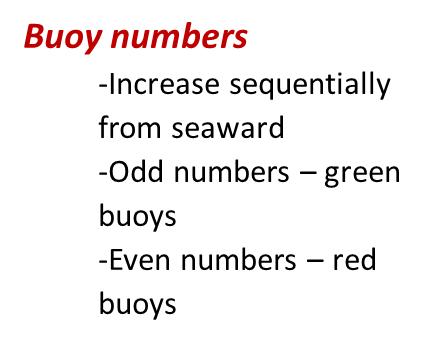 Buoy numbers
-Increase sequentially
from seaward
-Odd numbers – green
buoys
-Even numbers – red
buoys